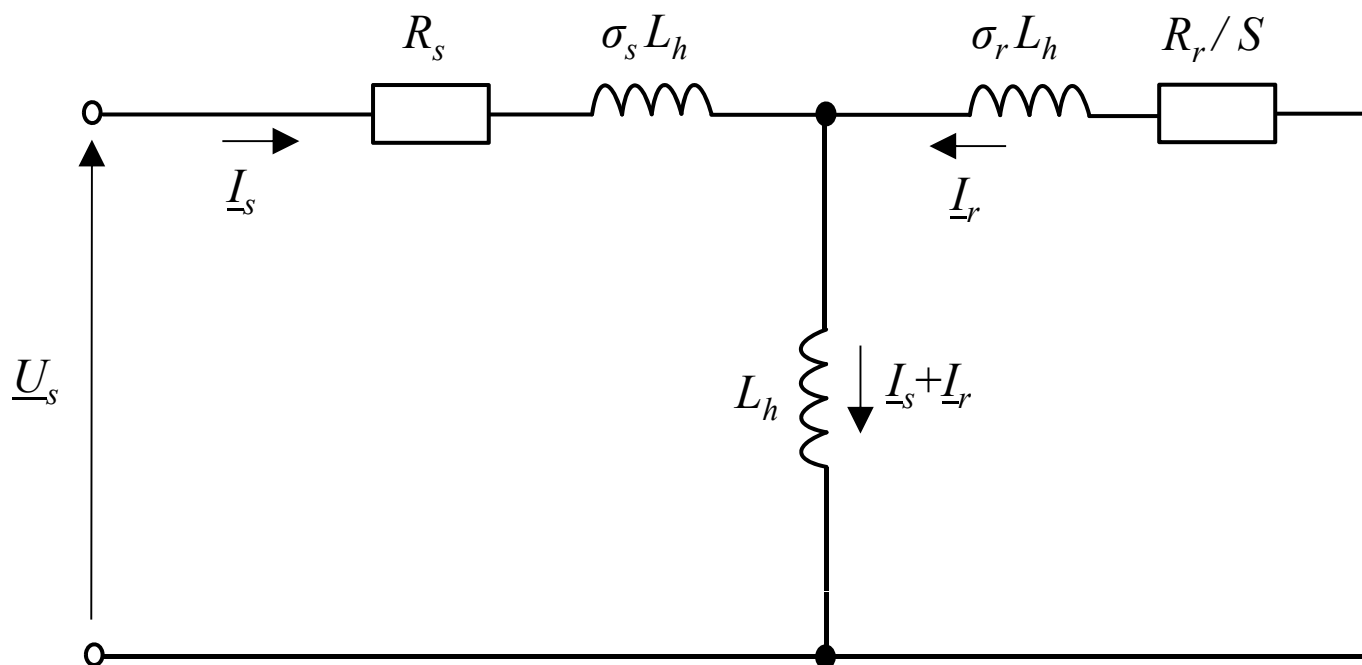 R_s σ_s L_h σ_r L_h R_r / S
I_s I_r
U_s L_h I_s+I_r